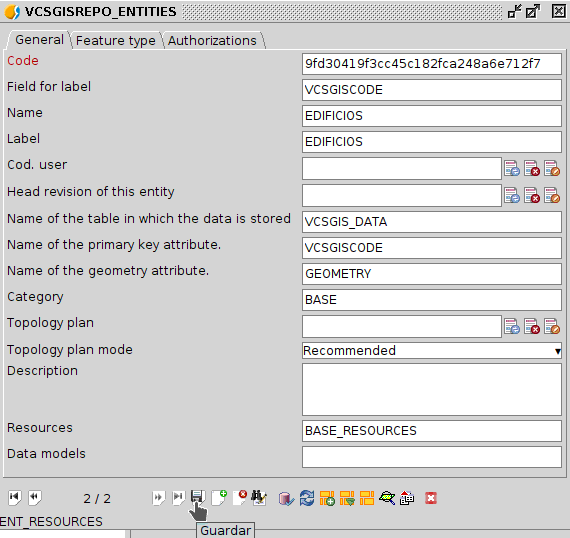 VCSGISREPO_ENTITIES
General Feature type Authorizations
Code 9fd30419f3cc45c182fca248a6e712f7
Field for label VCSGISCODE
Name EDIFICIOS
Label EDIFICIOS
Cod. user
Head revision of this entity
Name of the table in which the data is stored VCSGIS_DATA
Name of the primary key attribute. VCSGISCODE
Name of the geometry attribute. GEOMETRY
Category BASE
Topology plan
Topology plan mode Recommended
Description
Resources BASE_RESOURCES
Data models
2 / 2
ENT_RESOURCES
Guardar